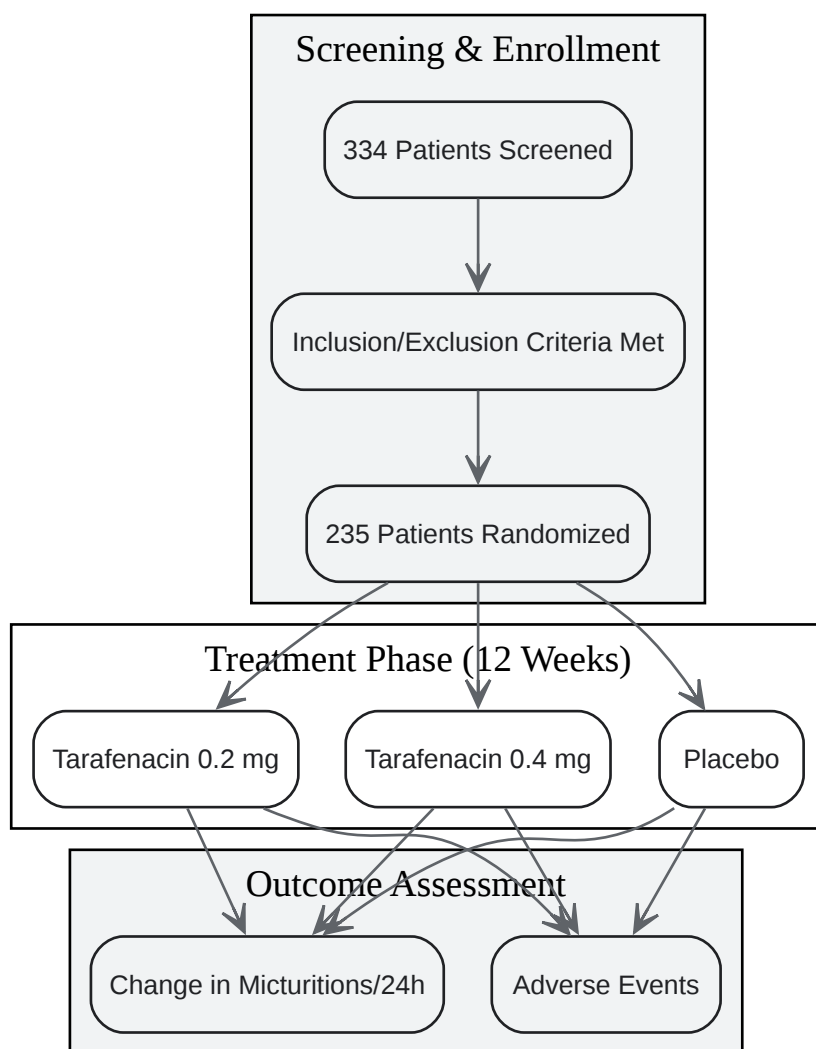 Screening & Enrollment
334 Patients Screened
Inclusion/Exclusion Criteria Met
235 Patients Randomized
Treatment Phase (12 Weeks)
Tarafenacin 0.2 mg
Tarafenacin 0.4 mg
Placebo
Outcome Assessment
Change in Micturitions/24h
Adverse Events